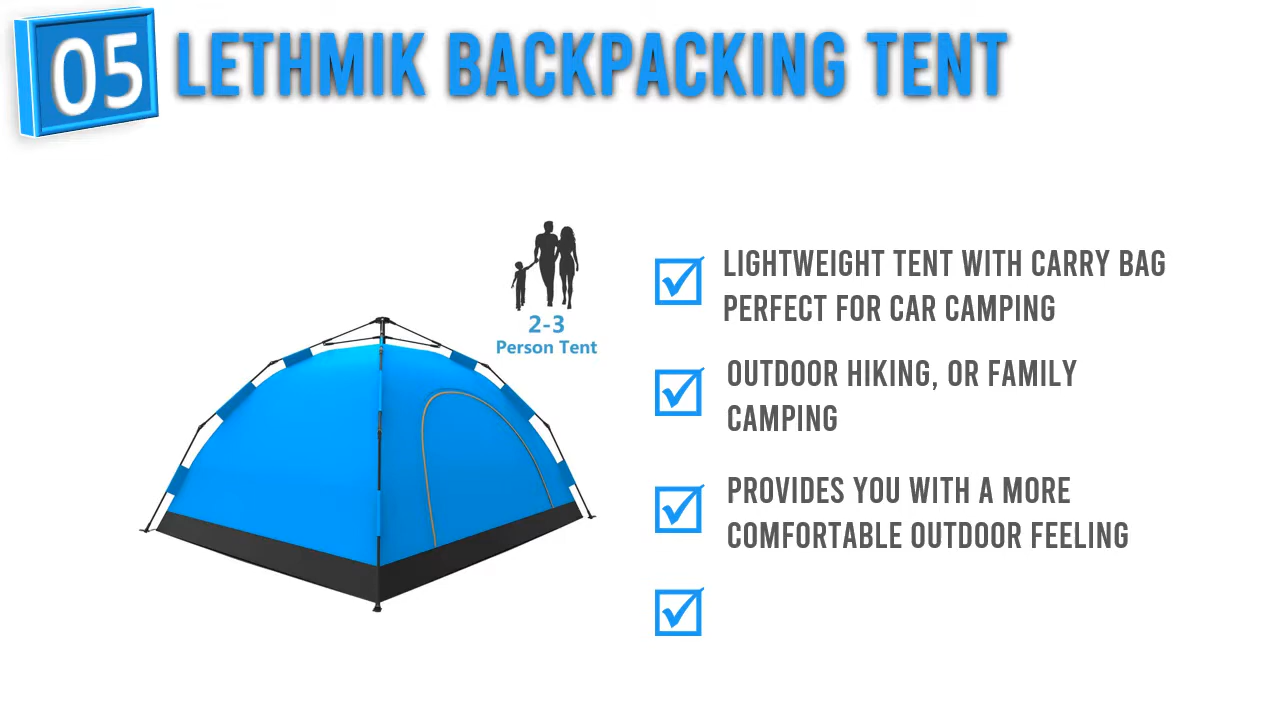 05
LETHMIK BACKPACKING TENT
2-3
Person Tent
LIGHTWEIGHT TENT WITH CARRY BAG
PERFECT FOR CAR CAMPING
OUTDOOR HIKING, OR FAMILY
CAMPING
PROVIDES YOU WITH A MORE
COMFORTABLE OUTDOOR FEELING